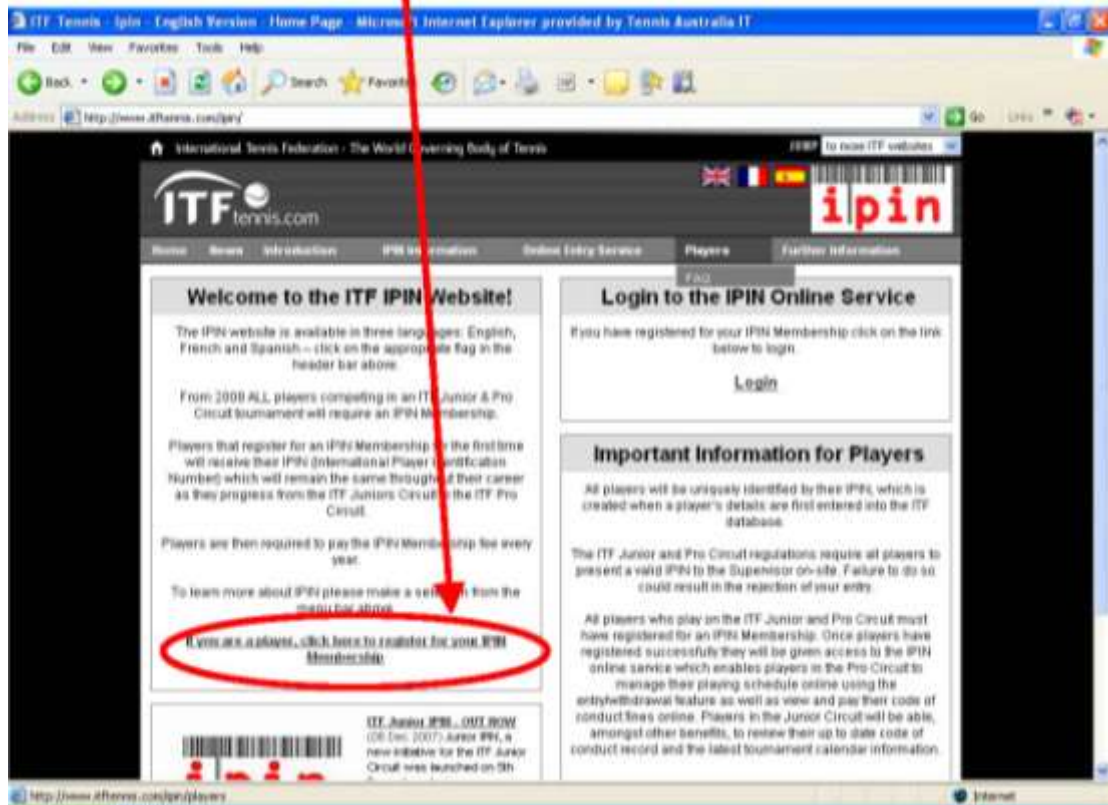 ITF Tennis - Ipin - English Version - Home Page - Microsoft Internet Explorer provided by Tennis Australia IT
File Edit View Favorites Tools Help
Back Search Favorites
Address http://www.itftennis.com/ipin/ Go Links
International Tennis Federation - The World Governing Body of Tennis
JUMP to more ITF websites
ITF tennis.com
ipin
Home News Introduction IPIN Information Online Entry Service Players Further Information
FAQ
Welcome to the ITF IPIN Website!
The IPIN website is available in three languages: English,
French and Spanish – click on the appropriate flag in the
header bar above.
From 2008 ALL players competing in an ITF Junior & Pro
Circuit tournament will require an IPIN Membership.
Players that register for an IPIN Membership for the first time
will receive their IPIN (International Player Identification
Number) which will remain the same throughout their career
as they progress from the ITF Juniors Circuit to the ITF Pro
Circuit.
Players are then required to pay the IPIN Membership fee every
year.
To learn more about IPIN please make a selection from the
menu bar above.
If you are a player, click here to register for your IPIN
Membership
ITF Junior IPIN - OUT NOW
(06 Dec 2007) Junior IPIN, a
new initiative for the ITF Junior
Circuit was launched on 5th
ipin
Login to the IPIN Online Service
If you have registered for your IPIN Membership click on the link
below to login.
Login
Important Information for Players
All players will be uniquely identified by their IPIN, which is
created when a player's details are first entered into the ITF
database.
The ITF Junior and Pro Circuit regulations require all players to
present a valid IPIN to the Supervisor on-site. Failure to do so
could result in the rejection of your entry.
All players who play on the ITF Junior and Pro Circuit must
have registered for an IPIN Membership. Once players have
registered successfully they will be given access to the IPIN
online service which enables players in the Pro Circuit to
manage their playing schedule online using the
entry/withdrawal feature as well as view and pay their code of
conduct fines online. Players in the Junior Circuit will be able,
amongst other benefits, to review their up to date code of
conduct record and the latest tournament calendar information.
http://www.itftennis.com/ipin/players
Internet